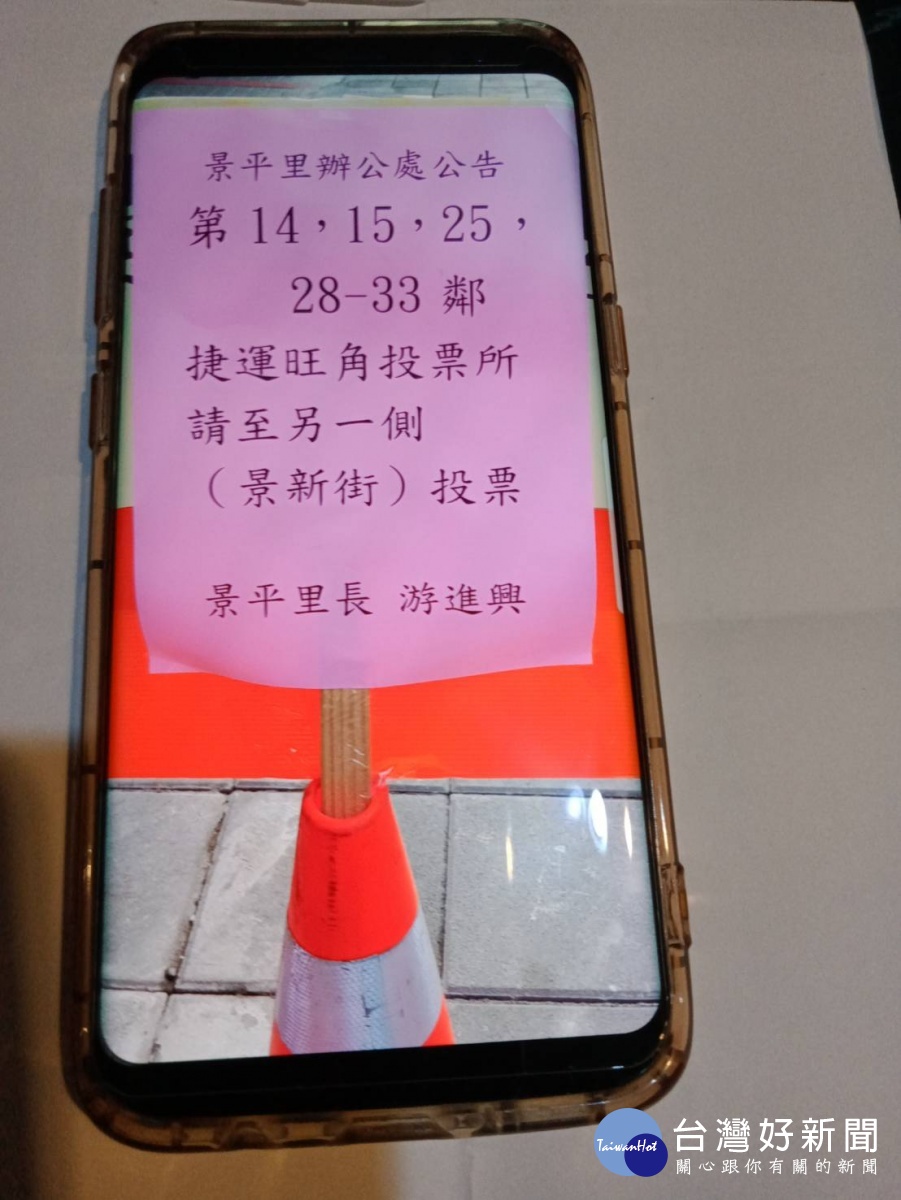 景平里辦公處公告
第 14，15，25，
28-33 鄰
捷運旺角投票所
請至另一側
（景新街）投票
景平里長 游進興
TaiwanHot
台灣好新聞
關心跟你有關的新聞